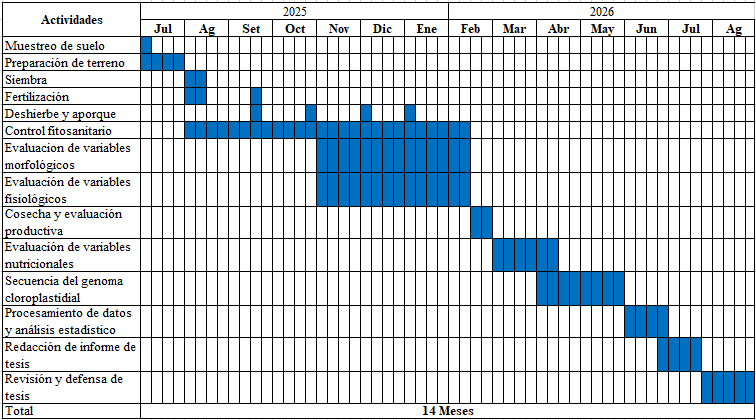 Actividades
2025
2026
Jul Ag Set Oct Nov Dic Ene Feb Mar Abr May Jun Jul Ag
Muestreo de suelo
Preparación de terreno
Siembra
Fertilización
Deshierbe y aporque
Control fitosanitario
Evaluacion de variables
morfológicos
Evaluación de variables
fisiológicos
Cosecha y evaluación
productiva
Evaluación de variables
nutricionales
Secuencia del genoma
cloroplastidial
Procesamiento de datos
y análisis estadístico
Redacción de informe de
tesis
Revisión y defensa de
tesis
Total 14 Meses